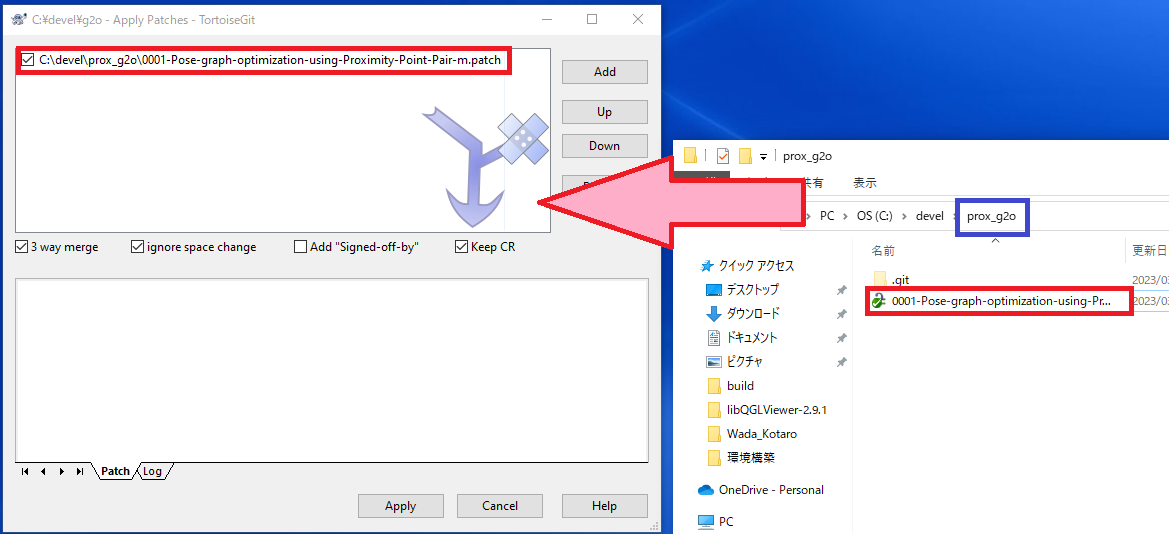 C:¥devel¥g2o - Apply Patches - TortoiseGit
C:\devel\prox_g2o\0001-Pose-graph-optimization-using-Proximity-Point-Pair-m.patch
Add
Up
Down
3 way merge
ignore space change
Add "Signed-off-by"
Keep CR
Patch
Log
Apply
Cancel
Help
prox_g2o
共有
表示
PC
OS (C:)
devel
prox_g2o
名前
更新日
クイック アクセス
デスクトップ
ダウンロード
ドキュメント
ピクチャ
build
libQGLViewer-2.9.1
Wada_Kotaro
環境構築
OneDrive - Personal
PC
.git
2023/03
0001-Pose-graph-optimization-using-Pr...
2023/03